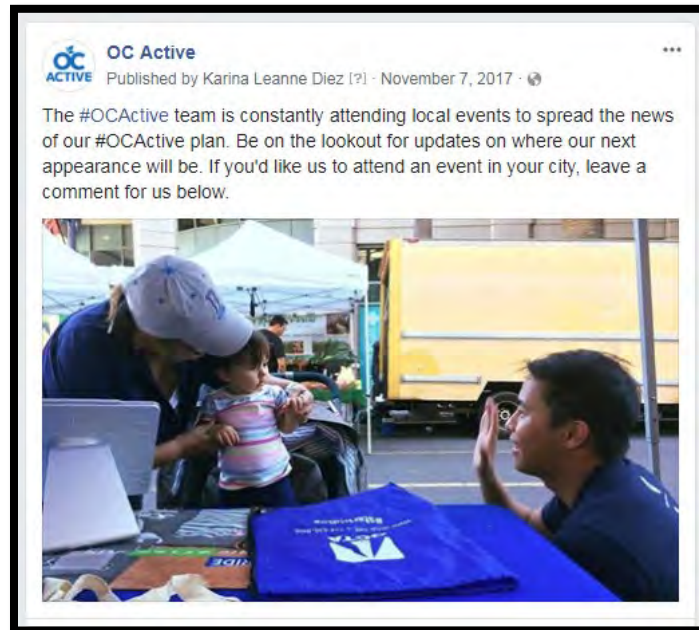 OC Active
Published by Karina Leanne Diez [?] · November 7, 2017 ·
OC
ACTIVE
The #OCActive team is constantly attending local events to spread the news
of our #OCActive plan. Be on the lookout for updates on where our next
appearance will be. If you'd like us to attend an event in your city, leave a
comment for us below.
OCTA
RIDE